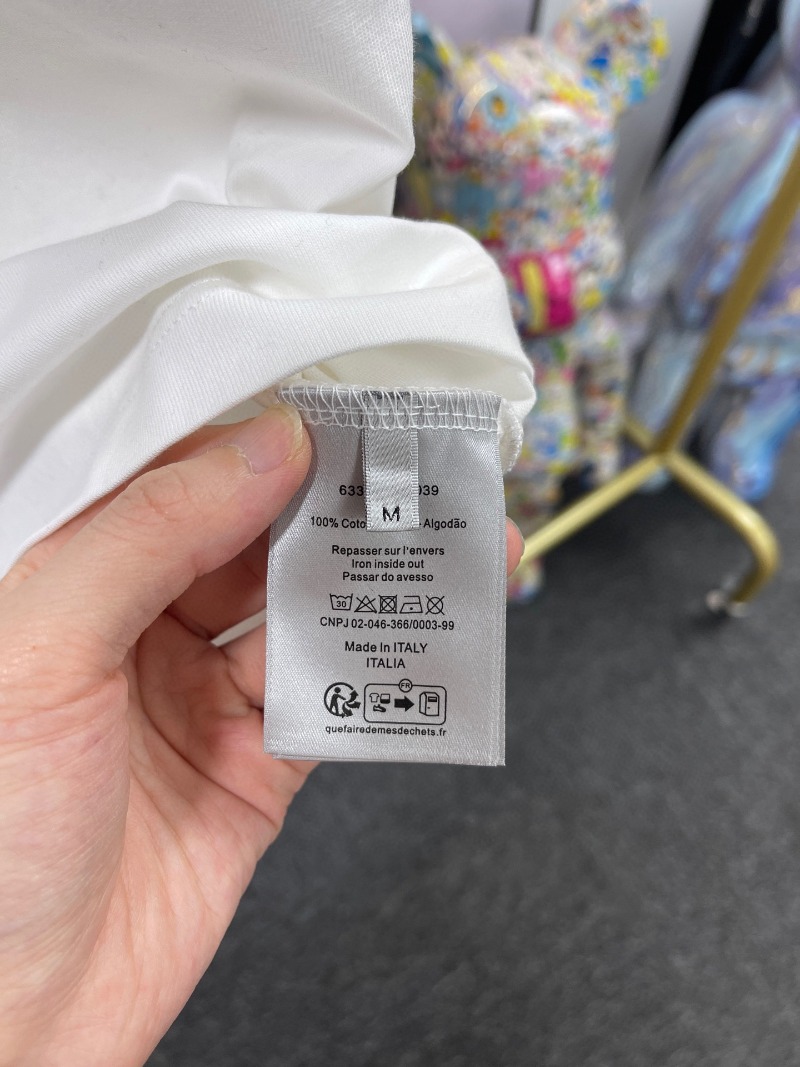 633 039
M
100% Coto - Algodão
Repasser sur l'envers
Iron inside out
Passar do avesso
30
CNPJ 02-046-366/0003-99
Made In ITALY
ITALIA
FR
quefairedemesdechets.fr